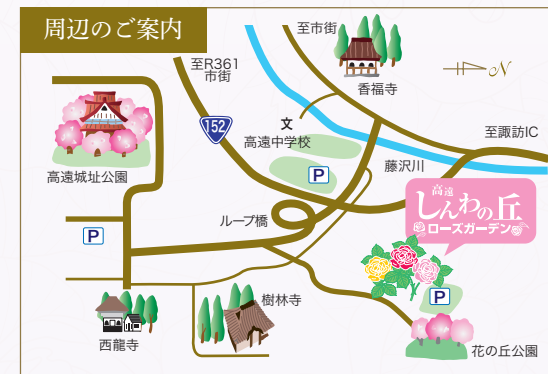 周辺のご案内
至市街
至R361
市街
香福寺
N
152
文
高遠中学校
至諏訪IC
高遠城址公園
P
藤沢川
高遠
しんわの丘
ローズガーデン
ループ橋
P
P
樹林寺
西龍寺
花の丘公園